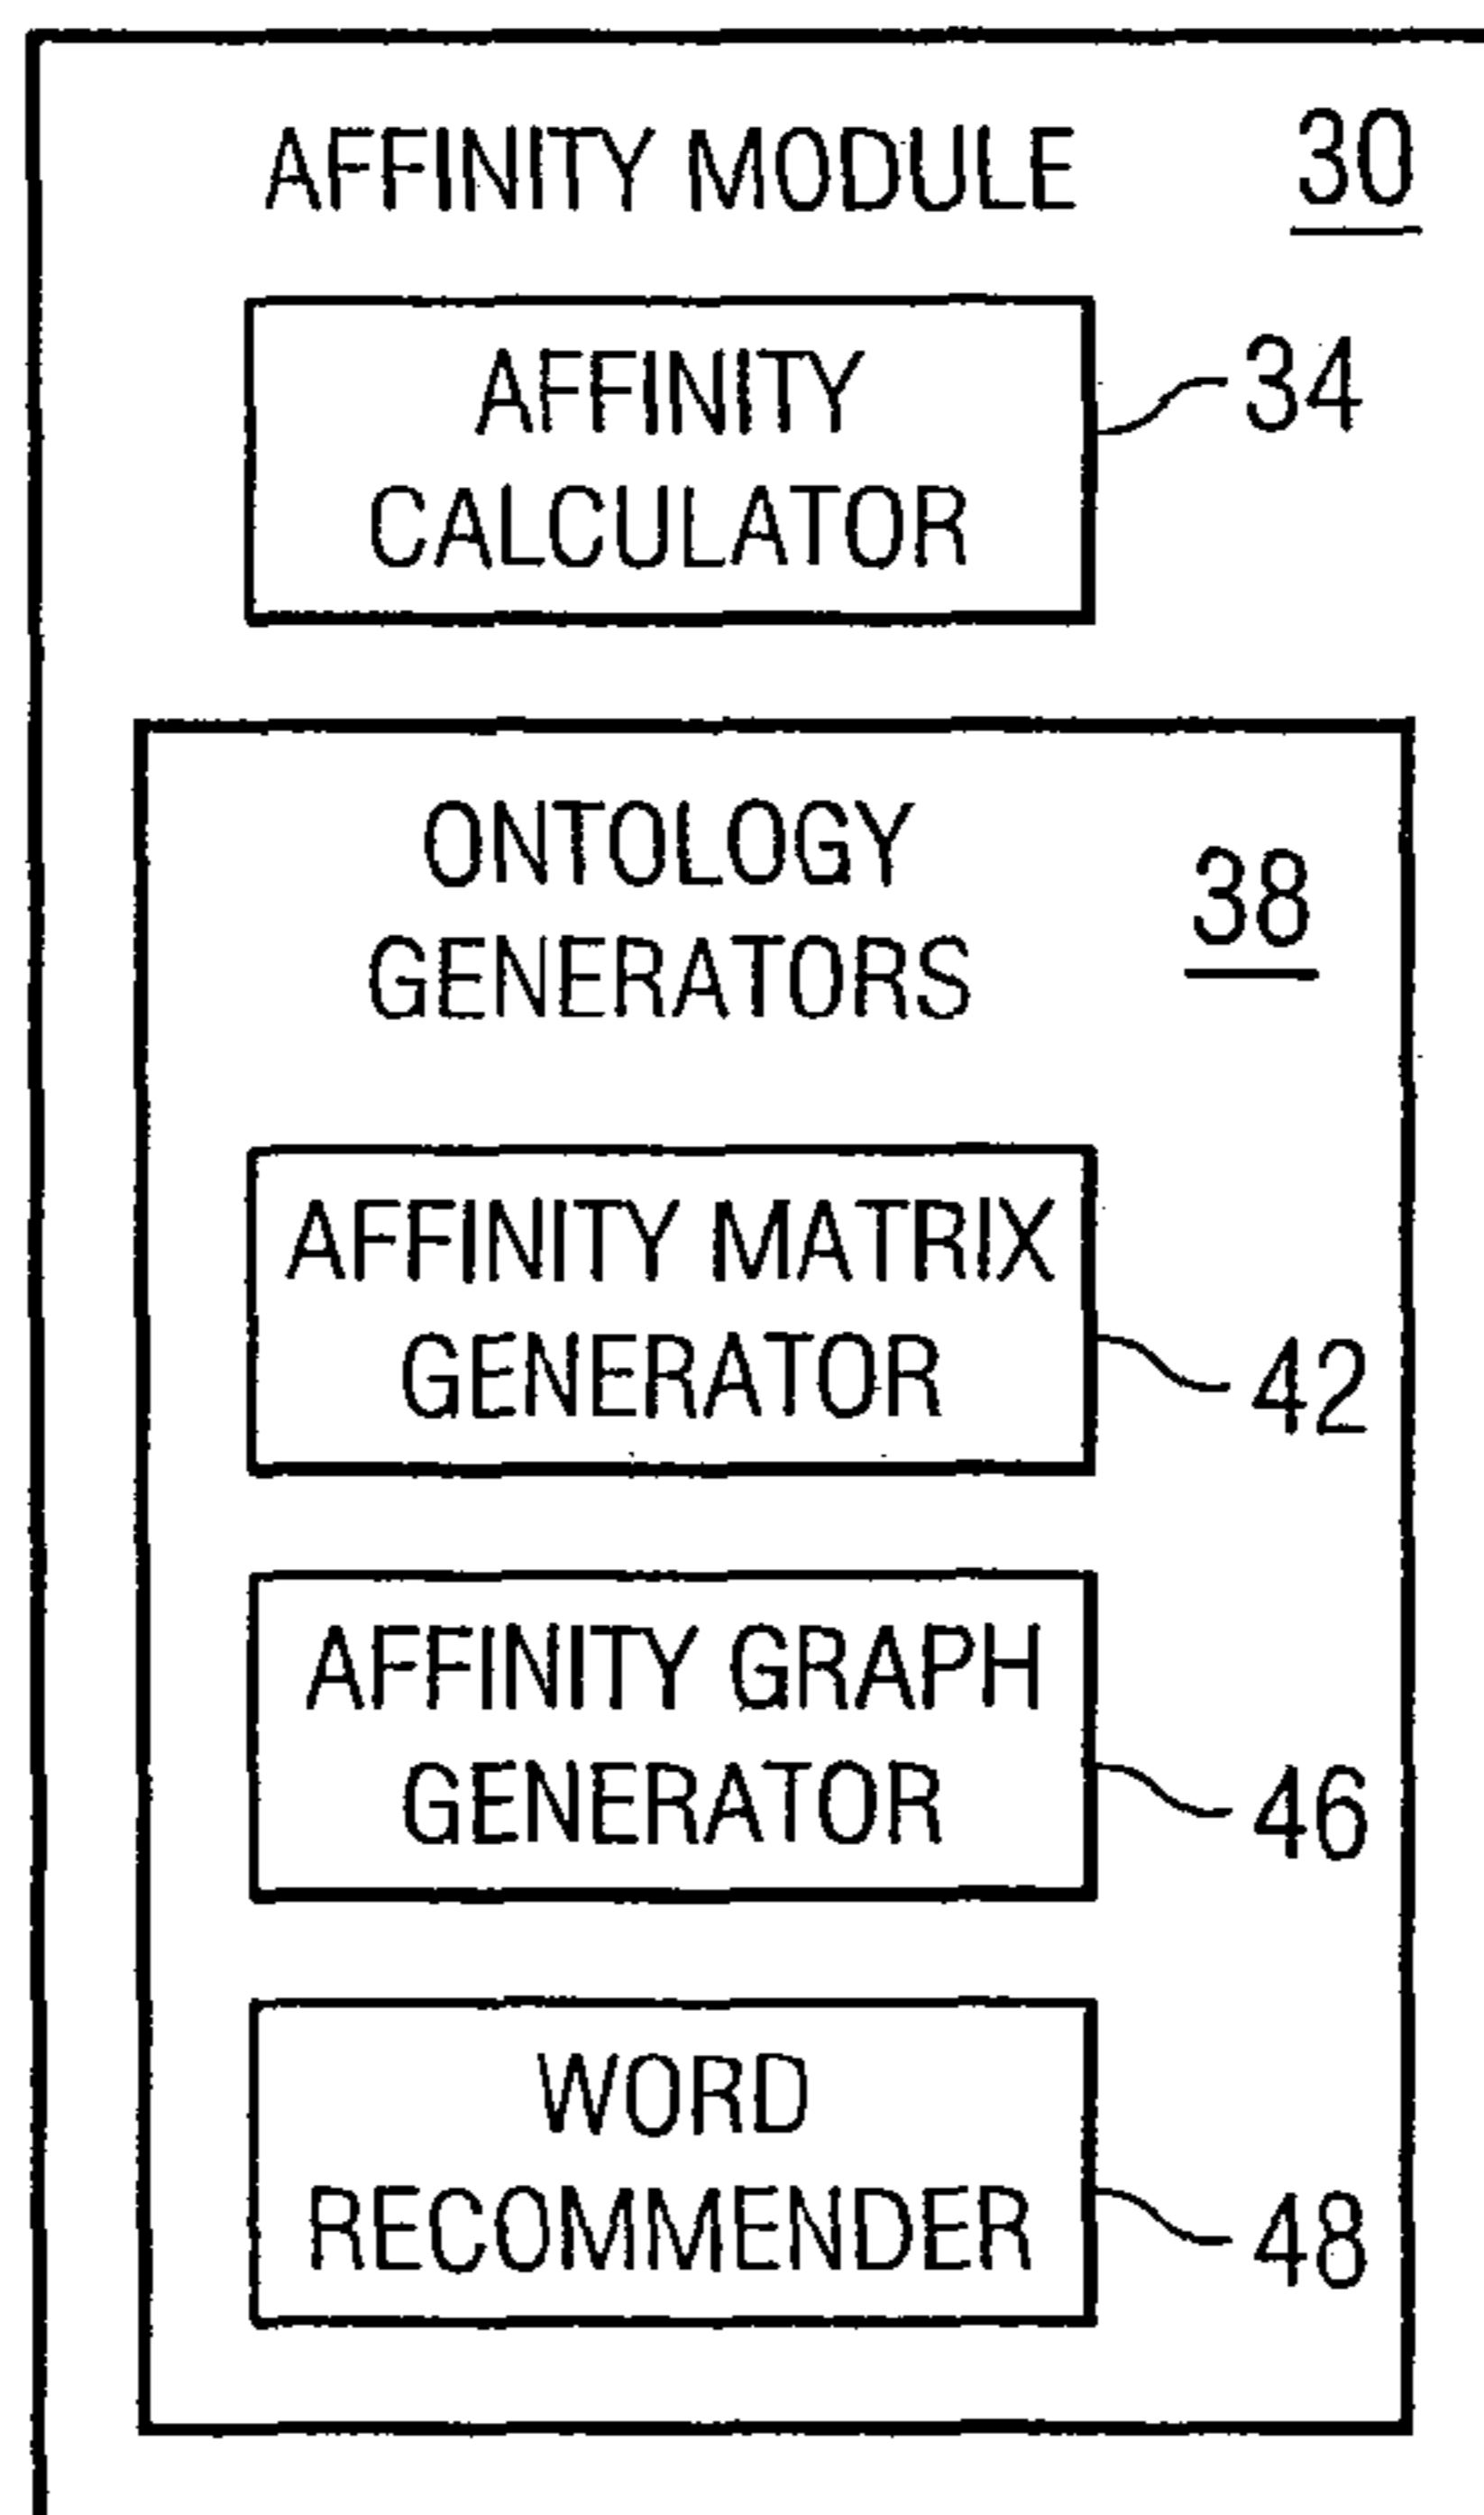 AFFINITY MODULE 30
AFFINITY
CALCULATOR
34
ONTOLOGY
GENERATORS
38
AFFINITY MATRIX
GENERATOR
42
AFFINITY GRAPH
GENERATOR
46
WORD
RECOMMENDER
48